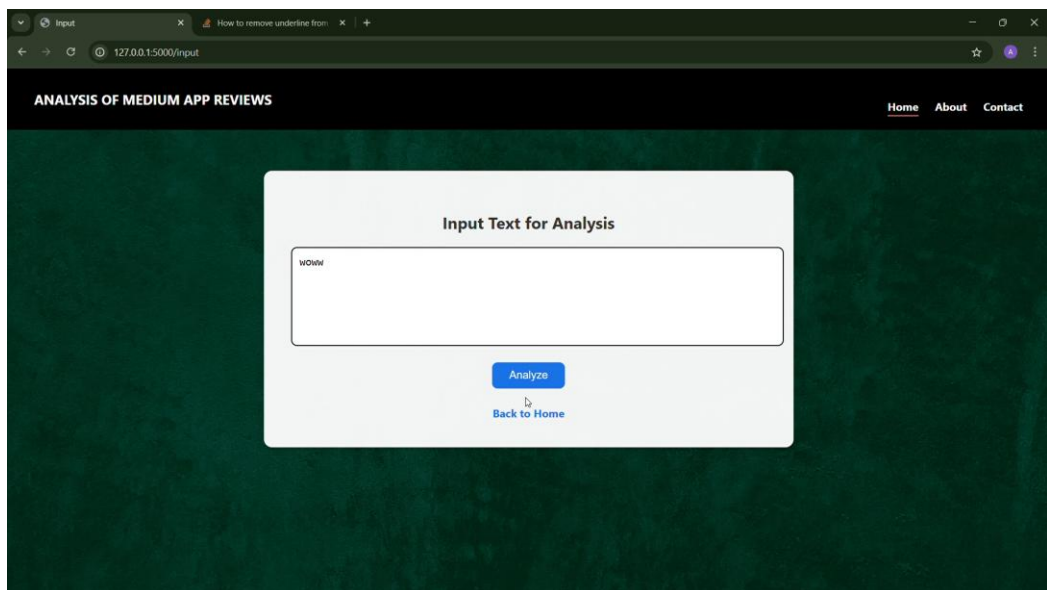 Input
How to remove underline from
127.0.0.1:5000/input
A
ANALYSIS OF MEDIUM APP REVIEWS
Home About Contact
Input Text for Analysis
WOWW
Analyze
Back to Home